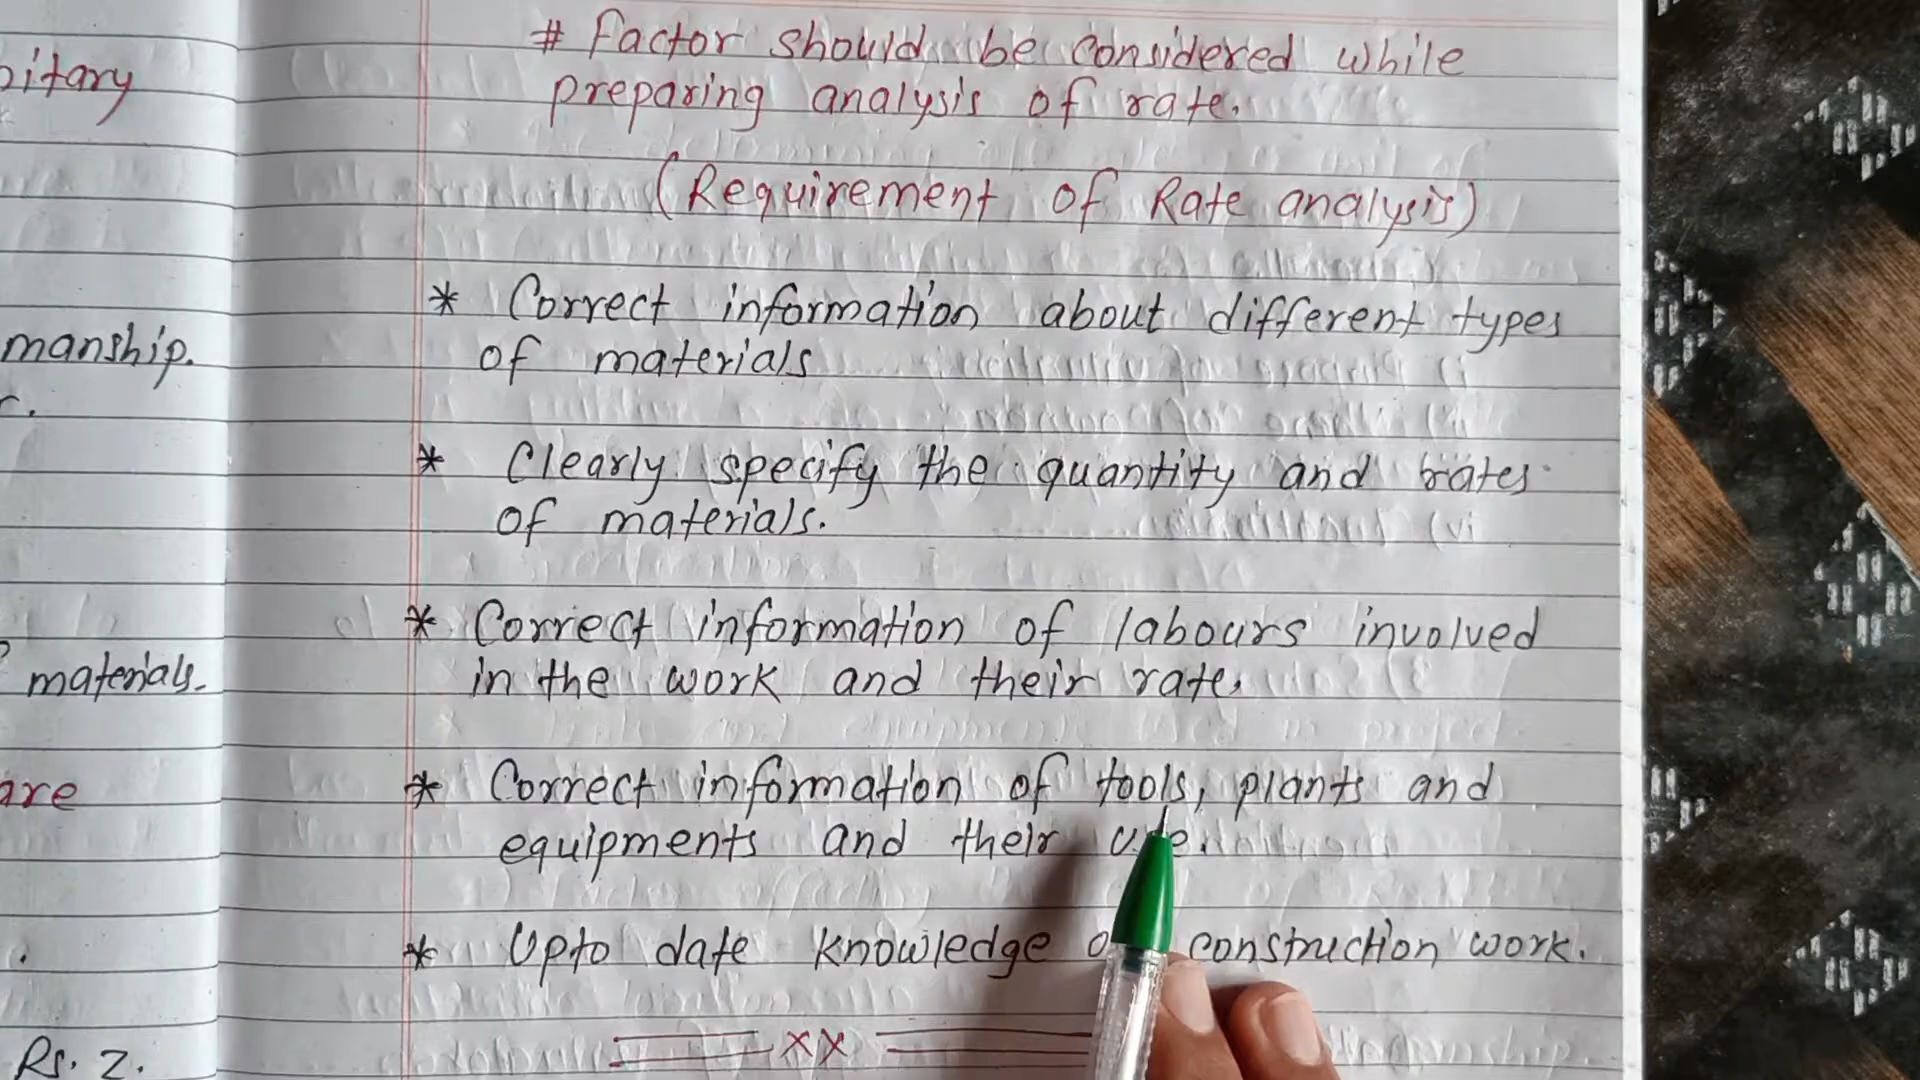 # Factor should be considered while
preparing analysis of rate.
(Requirement of Rate analysis)
* Correct information about different types
of materials
* Clearly specify the quantity and rates
of materials.
* Correct information of labours involved
in the work and their rate.
* Correct information of tools, plants and
equipments and their use.
* Upto date knowledge construction work.
xx
manship.
materials.
are
Rs. 2.